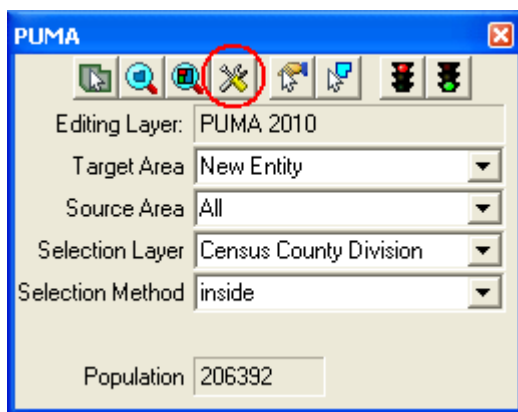 PUMA
Editing Layer: PUMA 2010
Target Area New Entity
Source Area All
Selection Layer Census County Division
Selection Method inside
Population 206392